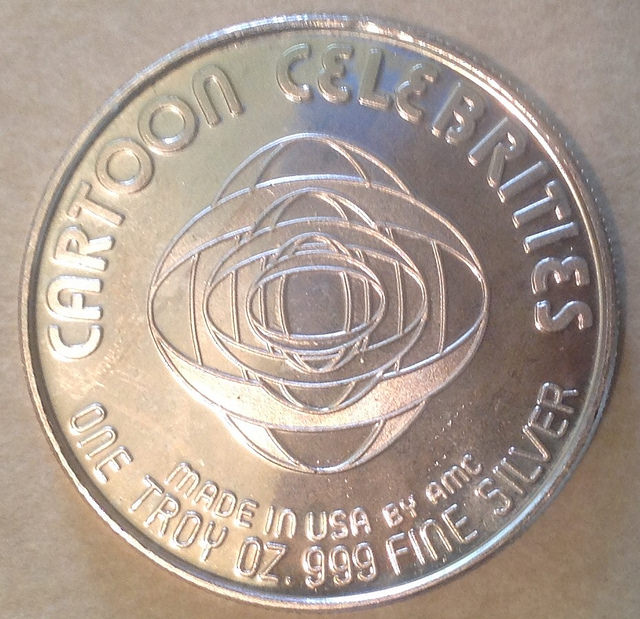 CARTOON CELEBRITIES
MADE IN USA BY AMC
ONE TROY OZ. 999 FINE SILVER